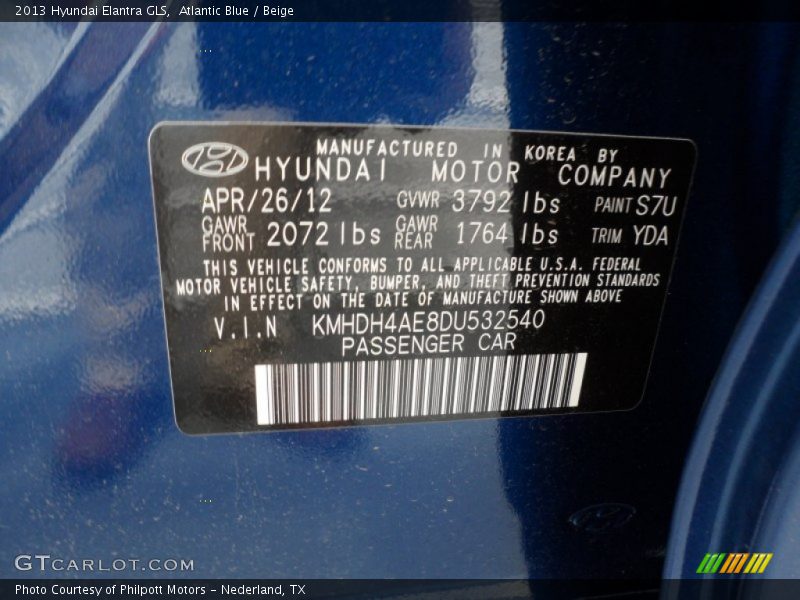 2013 Hyundai Elantra GLS, Atlantic Blue / Beige
MANUFACTURED IN KOREA BY
HYUNDAI MOTOR COMPANY
APR/26/12 GVWR 3792 lbs PAINT S7U
GAWR FRONT 2072 lbs GAWR REAR 1764 lbs TRIM YDA
THIS VEHICLE CONFORMS TO ALL APPLICABLE U.S.A. FEDERAL
MOTOR VEHICLE SAFETY, BUMPER, AND THEFT PREVENTION STANDARDS
IN EFFECT ON THE DATE OF MANUFACTURE SHOWN ABOVE
V.I.N KMHDH4AE8DU532540
PASSENGER CAR
GTCARLOT.COM
Photo Courtesy of Philpott Motors - Nederland, TX